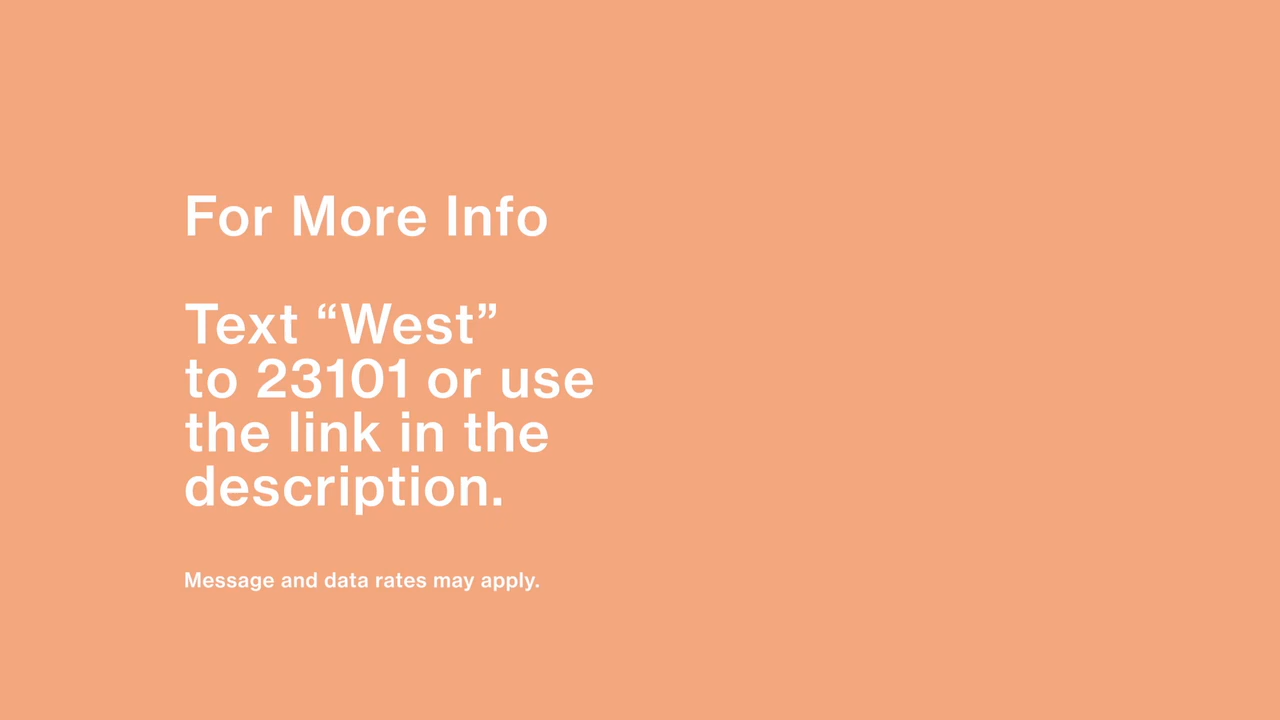 For More Info
Text “West”
to 23101 or use
the link in the
description.
Message and data rates may apply.